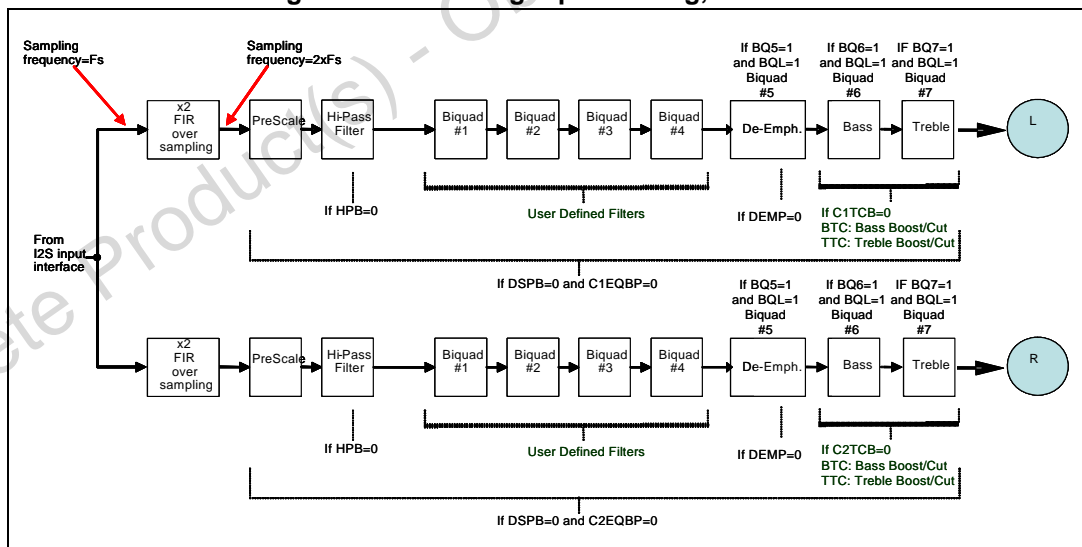 Sampling
frequency=Fs
Sampling
frequency=2xFs
If BQ5=1
and BQL=1
Biquad
#5
If BQ6=1
and BQL=1
Biquad
#6
IF BQ7=1
and BQL=1
Biquad
#7
x2
FIR
over
sampling
PreScale
Hi-Pass
Filter
Biquad
#1
Biquad
#2
Biquad
#3
Biquad
#4
De-Emph.
Bass
Treble
L
If HPB=0
User Defined Filters
If DEMP=0
If C1TCB=0
BTC: Bass Boost/Cut
TTC: Treble Boost/Cut
From
I2S input
interface
If DSPB=0 and C1EQBP=0
If BQ5=1
and BQL=1
Biquad
#5
If BQ6=1
and BQL=1
Biquad
#6
IF BQ7=1
and BQL=1
Biquad
#7
x2
FIR
over
sampling
PreScale
Hi-Pass
Filter
Biquad
#1
Biquad
#2
Biquad
#3
Biquad
#4
De-Emph.
Bass
Treble
R
If HPB=0
User Defined Filters
If DEMP=0
If C2TCB=0
BTC: Bass Boost/Cut
TTC: Treble Boost/Cut
If DSPB=0 and C2EQBP=0
ete Product(s) - O